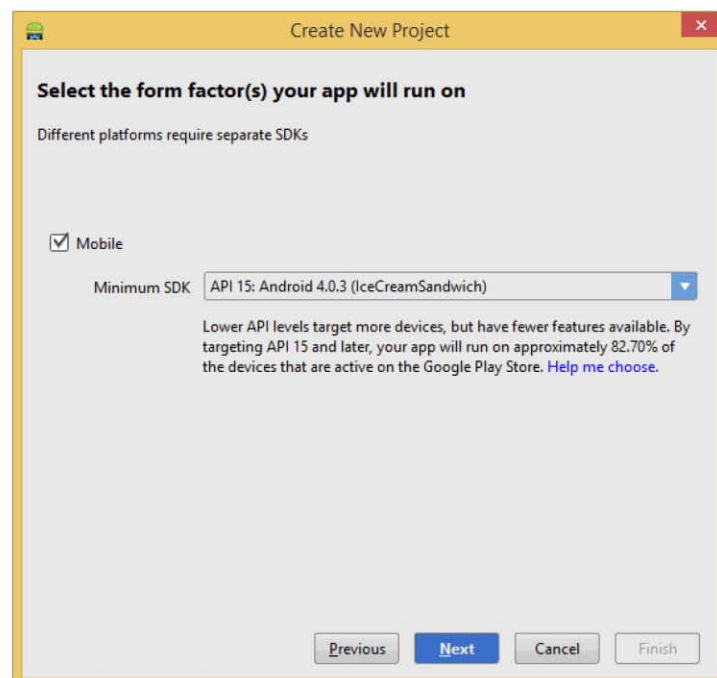 Create New Project
Select the form factor(s) your app will run on
Different platforms require separate SDKs
Mobile
Minimum SDK API 15: Android 4.0.3 (IceCreamSandwich)
Lower API levels target more devices, but have fewer features available. By
targeting API 15 and later, your app will run on approximately 82.70% of
the devices that are active on the Google Play Store. Help me choose.
Previous Next Cancel Finish